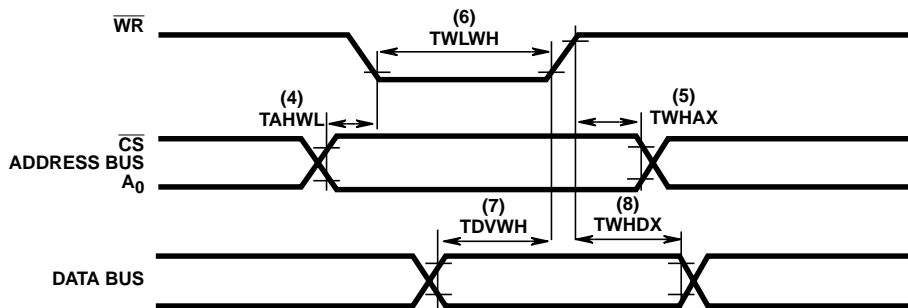 WR
(6)
TWLWH
(4)
TAHWL
(5)
TWHAX
CS
ADDRESS BUS
A0
(7)
TDVWH
(8)
TWHDX
DATA BUS